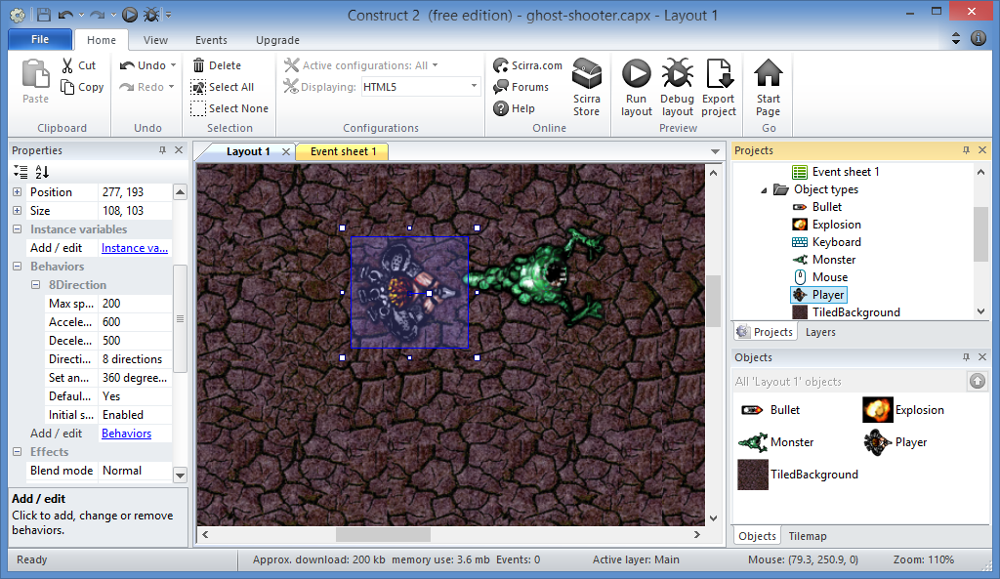 Construct 2 (free edition) - ghost-shooter.capx - Layout 1
File Home View Events Upgrade
Paste Cut Copy Clipboard
Undo Redo Undo
Delete Select All Select None Selection
Active configurations: All
Displaying: HTML5
Configurations
Scirra.com Forums Help Scirra Store Online
Run layout Debug layout Export project Preview
Start Page Go
Properties
Position 277, 193
Size 108, 103
Instance variables
Add / edit Instance va...
Behaviors
8Direction
Max sp... 200
Accele... 600
Decele... 500
Directi... 8 directions
Set an... 360 degree...
Defaul... Yes
Initial s... Enabled
Add / edit Behaviors
Effects
Blend mode Normal
Add / edit
Click to add, change or remove
behaviors.
Layout 1 Event sheet 1
Projects
Event sheet 1
Object types
Bullet
Explosion
Keyboard
Monster
Mouse
Player
TiledBackground
Projects Layers
Objects
All 'Layout 1' objects
Bullet Explosion
Monster Player
TiledBackground
Objects Tilemap
Ready Approx. download: 200 kb memory use: 3.6 mb Events: 0 Active layer: Main Mouse: (79.3, 250.9, 0) Zoom: 110%